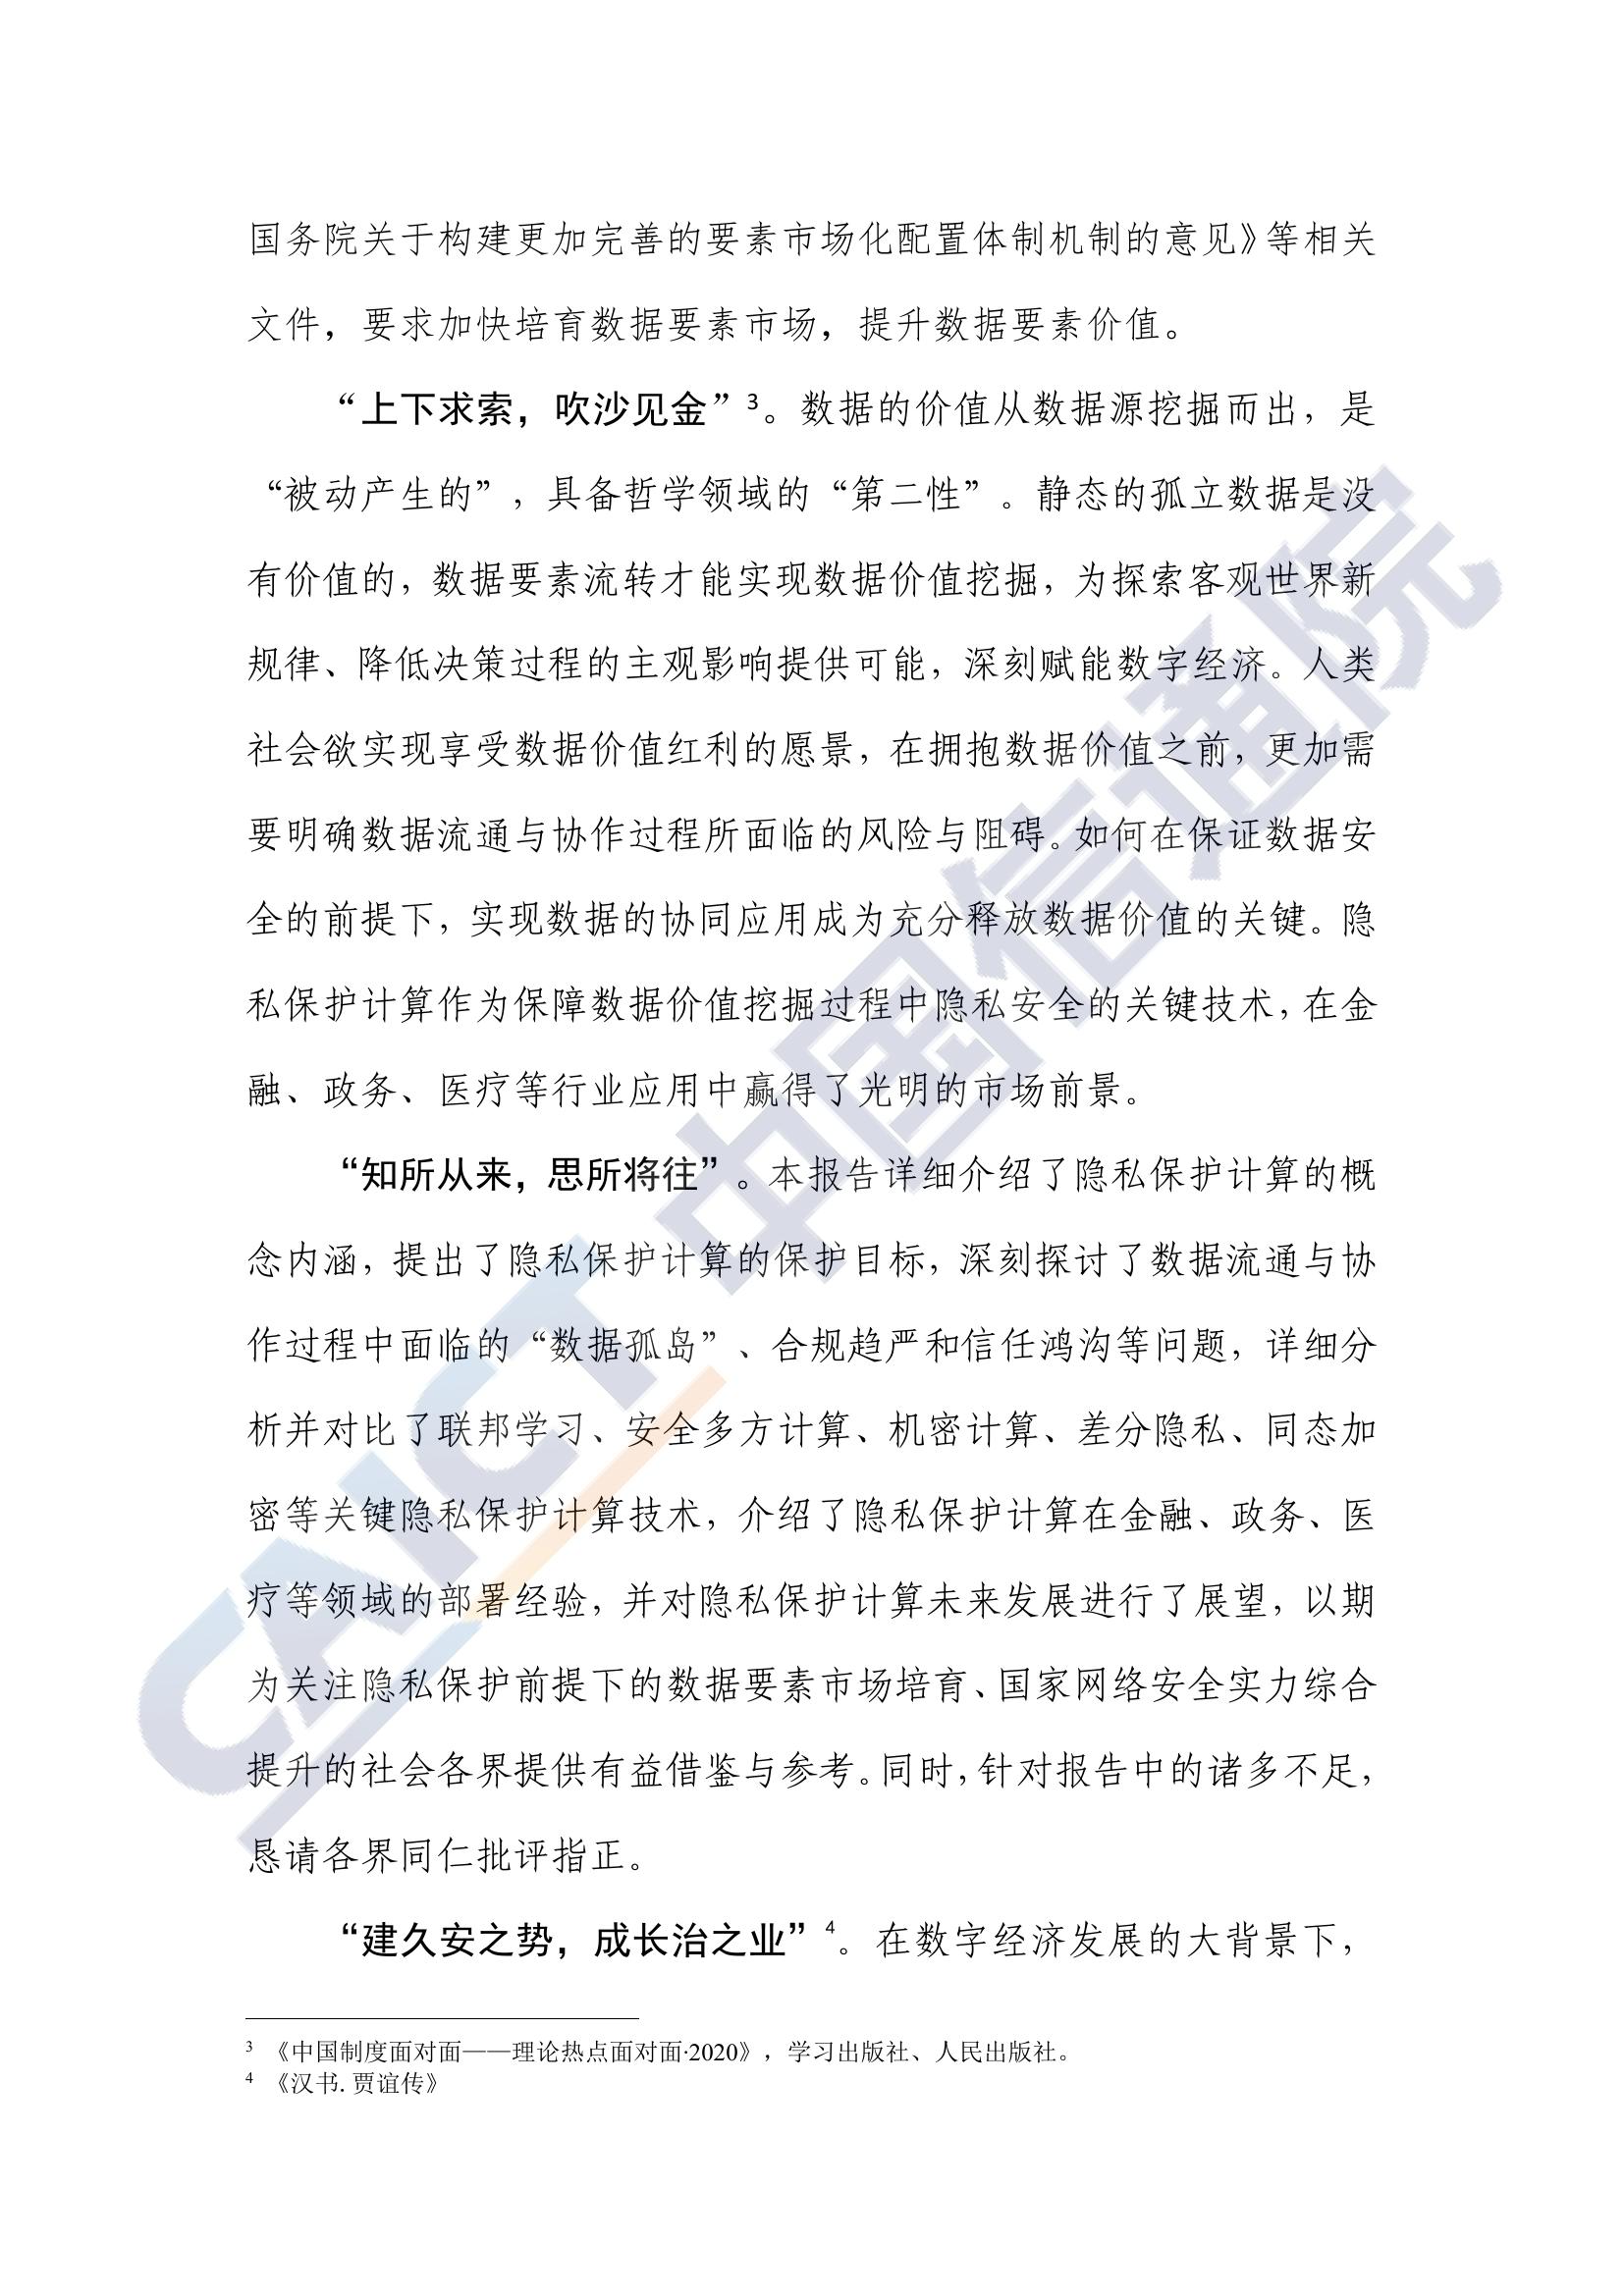 国务院关于构建更加完善的要素市场化配置体制机制的意见》等相关
文件，要求加快培育数据要素市场，提升数据要素价值。
“上下求索，吹沙见金”3。数据的价值从数据源挖掘而出，是
“被动产生的”，具备哲学领域的“第二性”。静态的孤立数据是没
有价值的，数据要素流转才能实现数据价值挖掘，为探索客观世界新
规律、降低决策过程的主观影响提供可能，深刻赋能数字经济。人类
社会欲实现享受数据价值红利的愿景，在拥抱数据价值之前，更加需
要明确数据流通与协作过程所面临的风险与阻碍。如何在保证数据安
全的前提下，实现数据的协同应用成为充分释放数据价值的关键。隐
私保护计算作为保障数据价值挖掘过程中隐私安全的关键技术，在金
融、政务、医疗等行业应用中赢得了光明的市场前景。
“知所从来，思所将往”。本报告详细介绍了隐私保护计算的概
念内涵，提出了隐私保护计算的保护目标，深刻探讨了数据流通与协
作过程中面临的“数据孤岛”、合规趋严和信任鸿沟等问题，详细分
析并对比了联邦学习、安全多方计算、机密计算、差分隐私、同态加
密等关键隐私保护计算技术，介绍了隐私保护计算在金融、政务、医
疗等领域的部署经验，并对隐私保护计算未来发展进行了展望，以期
为关注隐私保护前提下的数据要素市场培育、国家网络安全实力综合
提升的社会各界提供有益借鉴与参考。同时，针对报告中的诸多不足，
恳请各界同仁批评指正。
“建久安之势，成长治之业”4。在数字经济发展的大背景下，
3 《中国制度面对面——理论热点面对面·2020》，学习出版社、人民出版社。
4 《汉书. 贾谊传》
CAICT 中国信通院